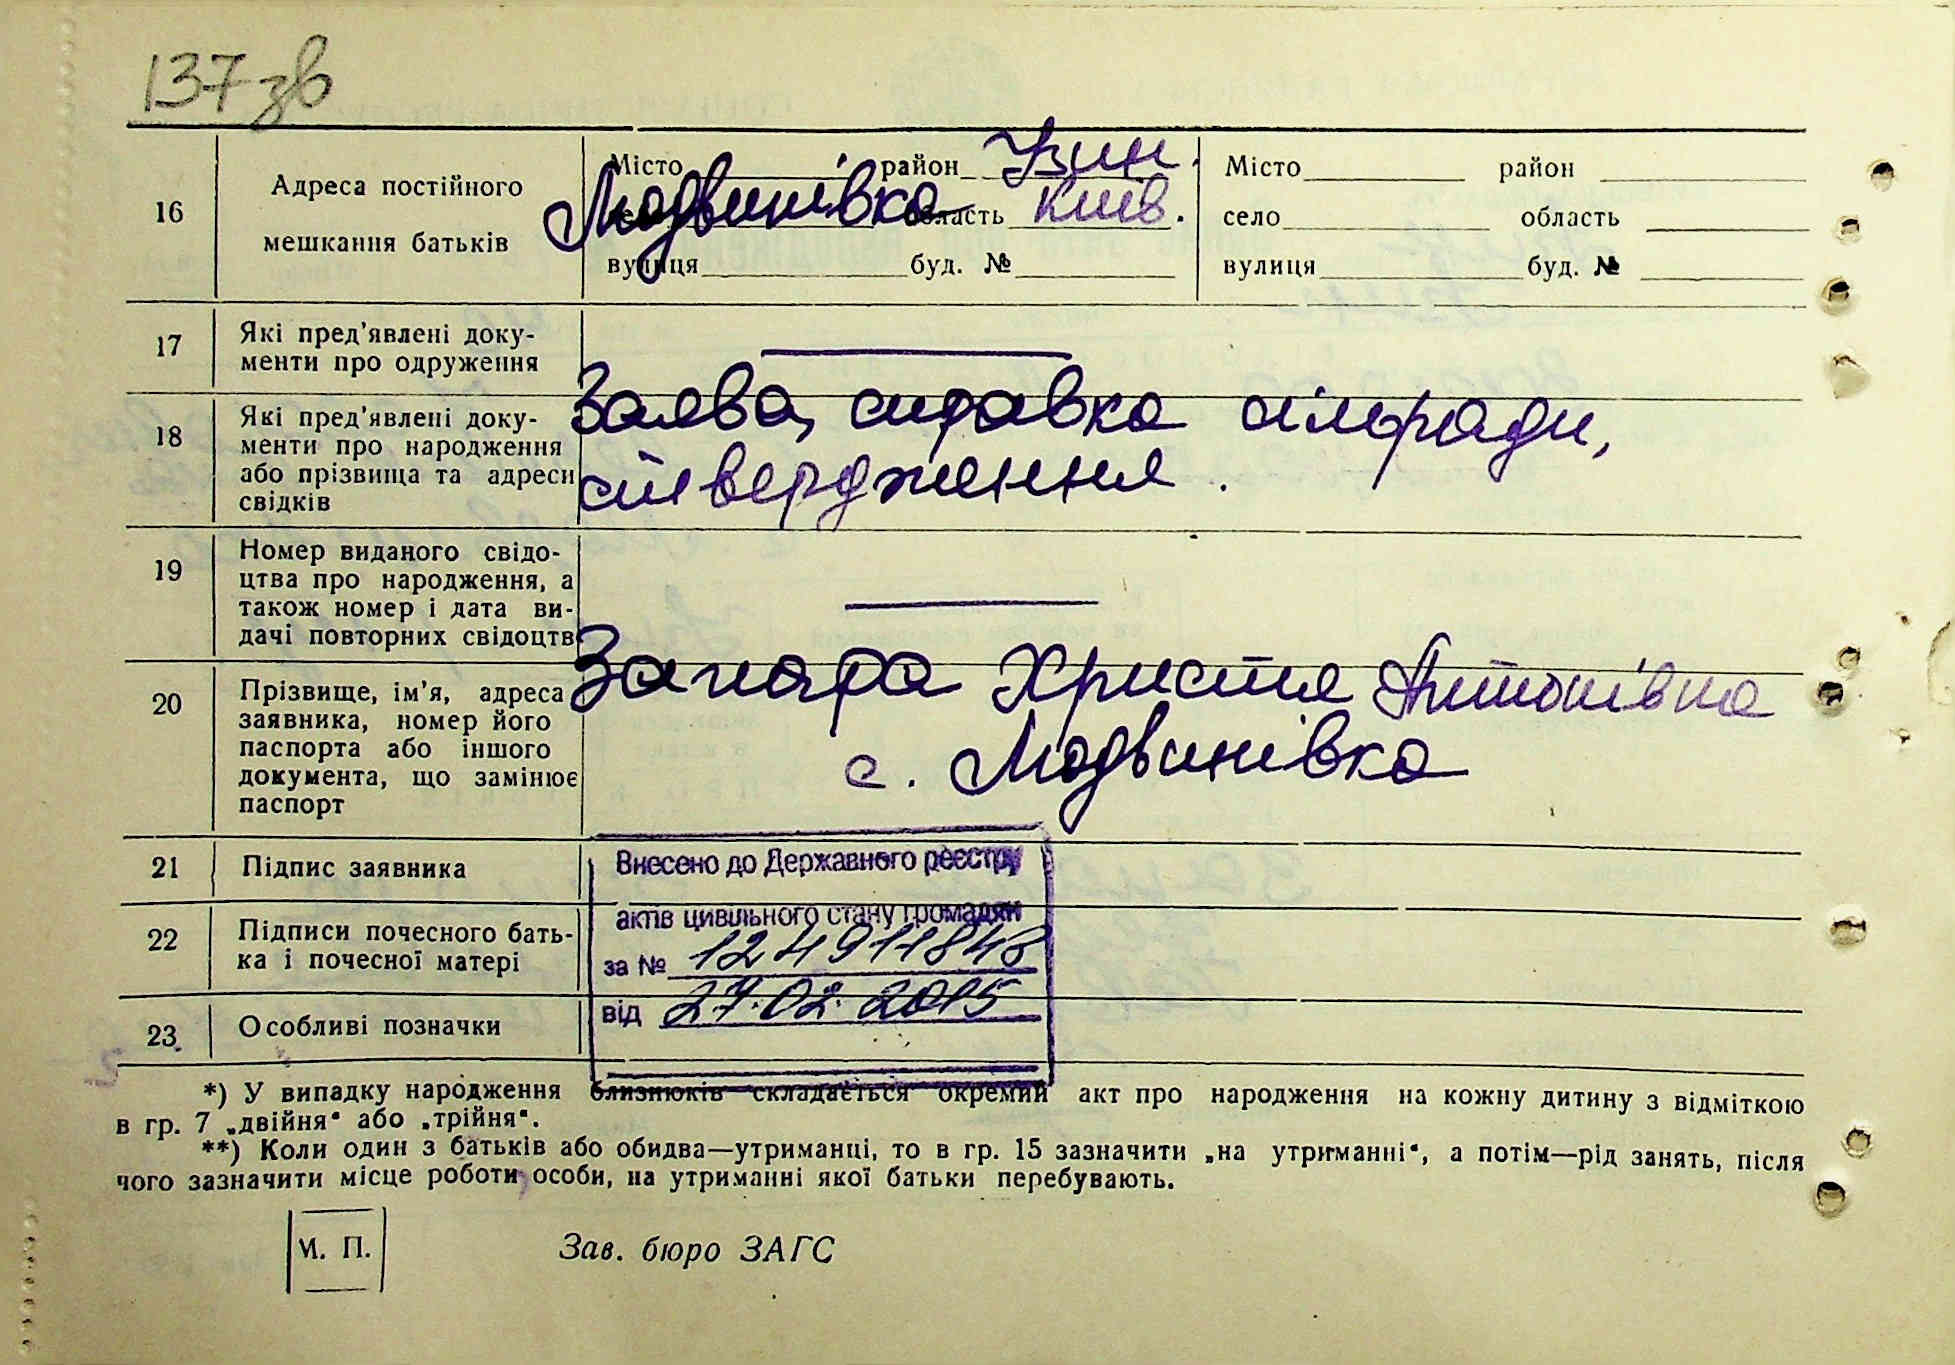 137 зв
Місто район Узин. Місто район
16 Адреса постійного мешкання батьків село Модвинівка область Київ. село область
вулиця буд. № вулиця буд. №
17 Які пред'явлені доку-
менти про одруження
18 Які пред'явлені доку- Заява, справка сільради,
менти про народження
або прізвища та адреси ствердження.
свідків
19 Номер виданого свідо-
цтва про народження, а
також номер і дата ви-
дачі повторних свідоцтв
20 Прізвище, ім'я, адреса Запара Христя Антонівна
заявника, номер його
паспорта або іншого с. Модвинівка
документа, що замінює
паспорт
21 Підпис заявника Внесено до Державного реєстру
актів цивільного стану громадян
22 Підписи почесного бать-
ка і почесної матері за № 124911848
23 Особливі позначки від 27.02.2015
*) У випадку народження близнюків складається окремий акт про народження на кожну дитину з відміткою
в гр. 7 „двійня“ або „трійня“.
**) Коли один з батьків або обидва—утриманці, то в гр. 15 зазначити „на утриманні“, а потім—рід занять, після
чого зазначити місце роботи особи, на утриманні якої батьки перебувають.
М. П. Зав. бюро ЗАГС